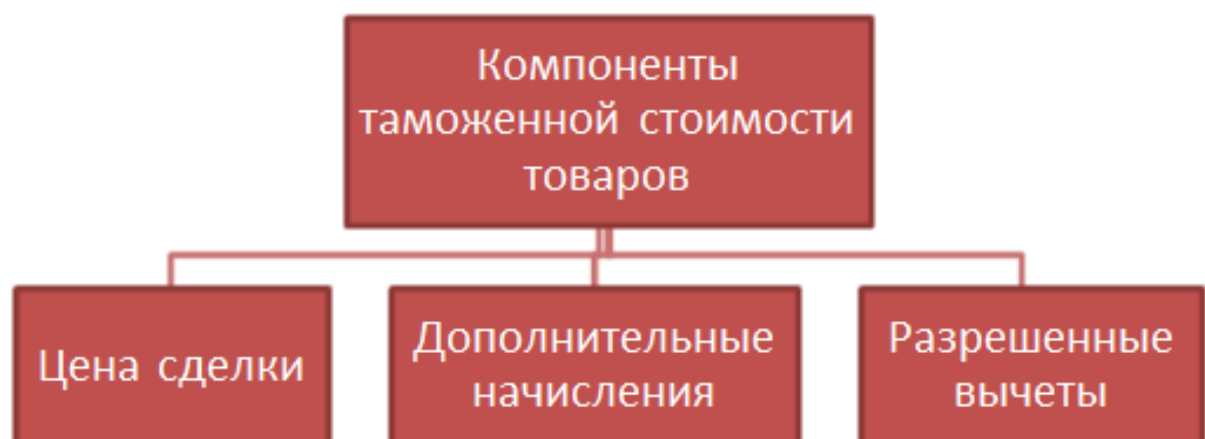 Компоненты
таможенной стоимости
товаров
Цена сделки
Дополнительные
начисления
Разрешенные
вычеты